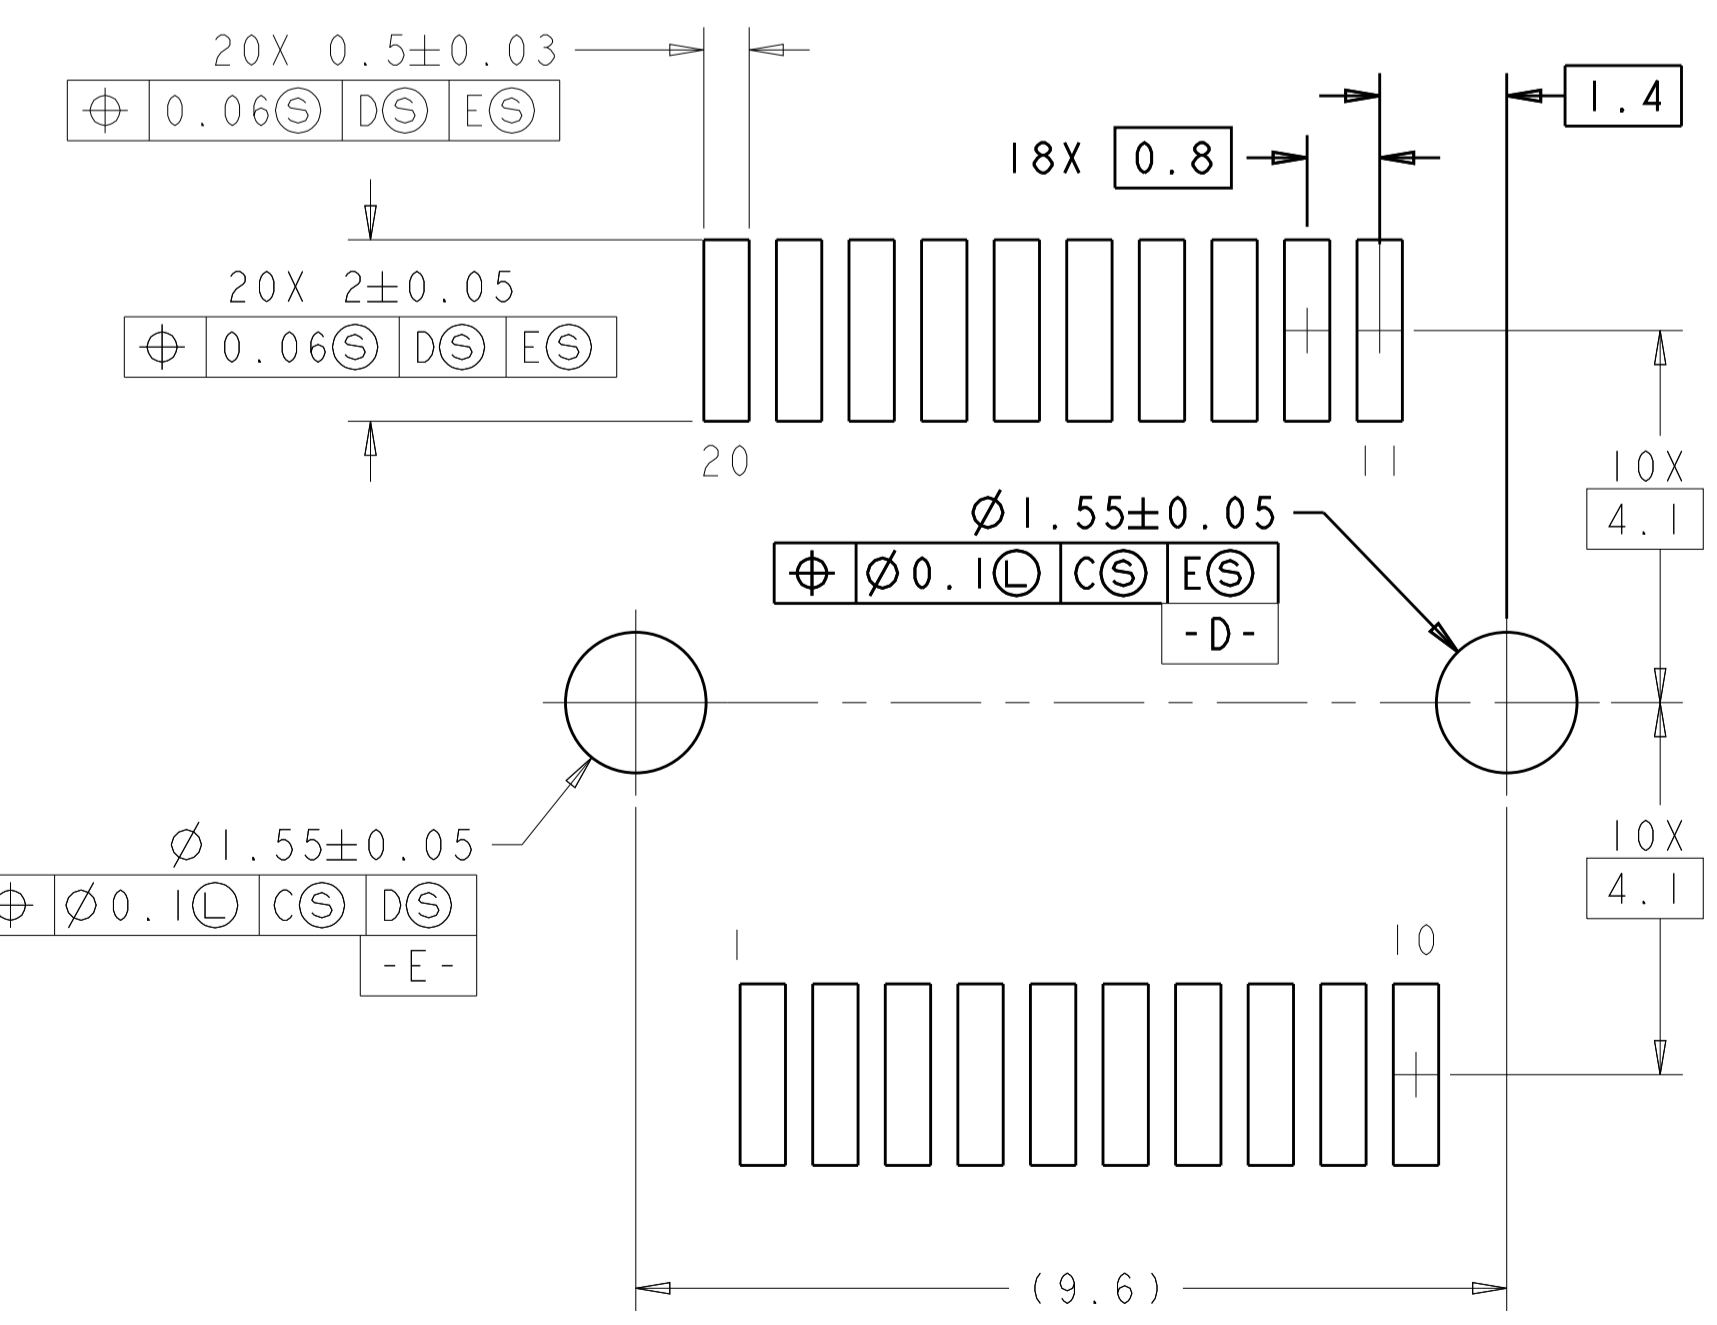 20X 0.5±0.03
⌖ 0.06Ⓢ DⓈ EⓈ
1.4
18X 0.8
20X 2±0.05
⌖ 0.06Ⓢ DⓈ EⓈ
20
11
10X
4.1
Ø1.55±0.05
⌖ Ø0.1Ⓛ CⓈ EⓈ
-D-
Ø1.55±0.05
⌖ Ø0.1Ⓛ CⓈ DⓈ
-E-
10X
4.1
1
10
(9.6)